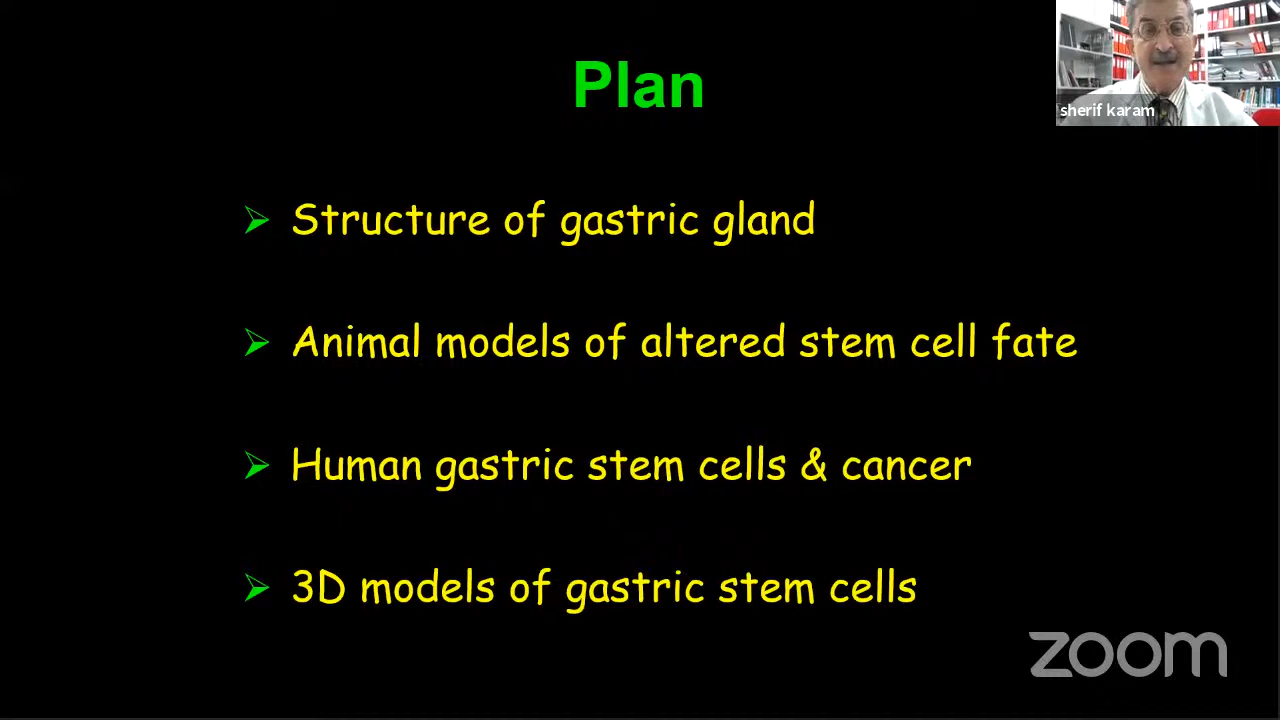 Plan
sherif karam
Structure of gastric gland
Animal models of altered stem cell fate
Human gastric stem cells & cancer
3D models of gastric stem cells
zoom